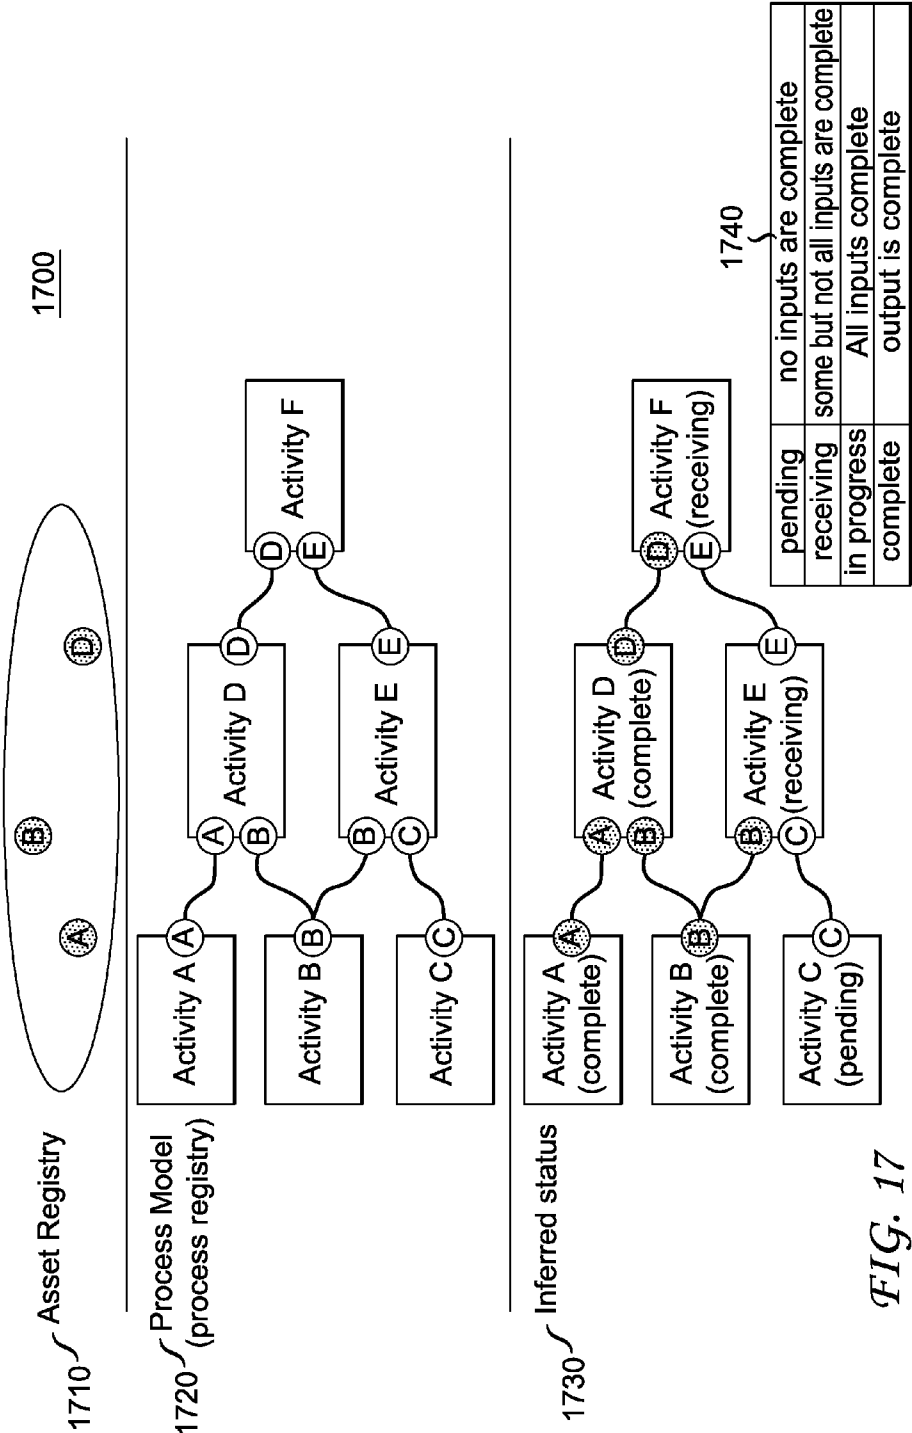 1700
1710 Asset Registry
A
B
D
1720 Process Model
(process registry)
Activity A
A
Activity B
B
Activity C
C
A
B
Activity D
D
B
C
Activity E
E
D
E
Activity F
1730 Inferred status
Activity A
(complete)
A
Activity B
(complete)
B
Activity C
(pending)
C
A
B
Activity D
(complete)
D
B
C
Activity E
(receiving)
E
D
E
Activity F
(receiving)
1740
pending no inputs are complete
receiving some but not all inputs are complete
in progress All inputs complete
complete output is complete
FIG. 17